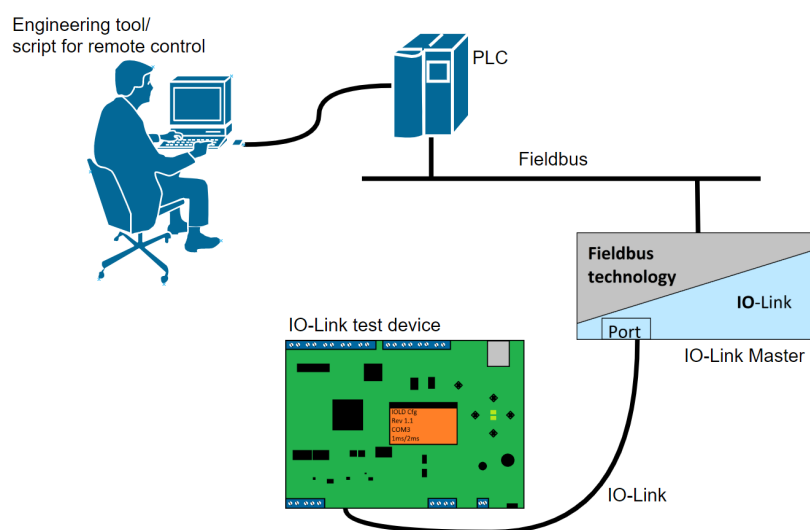 Engineering tool/
script for remote control
PLC
Fieldbus
Fieldbus
technology
IO-Link
Port
IO-Link Master
IO-Link test device
IOLD Cfg
Rev 1.1
COM3
1ms/2ms
IO-Link